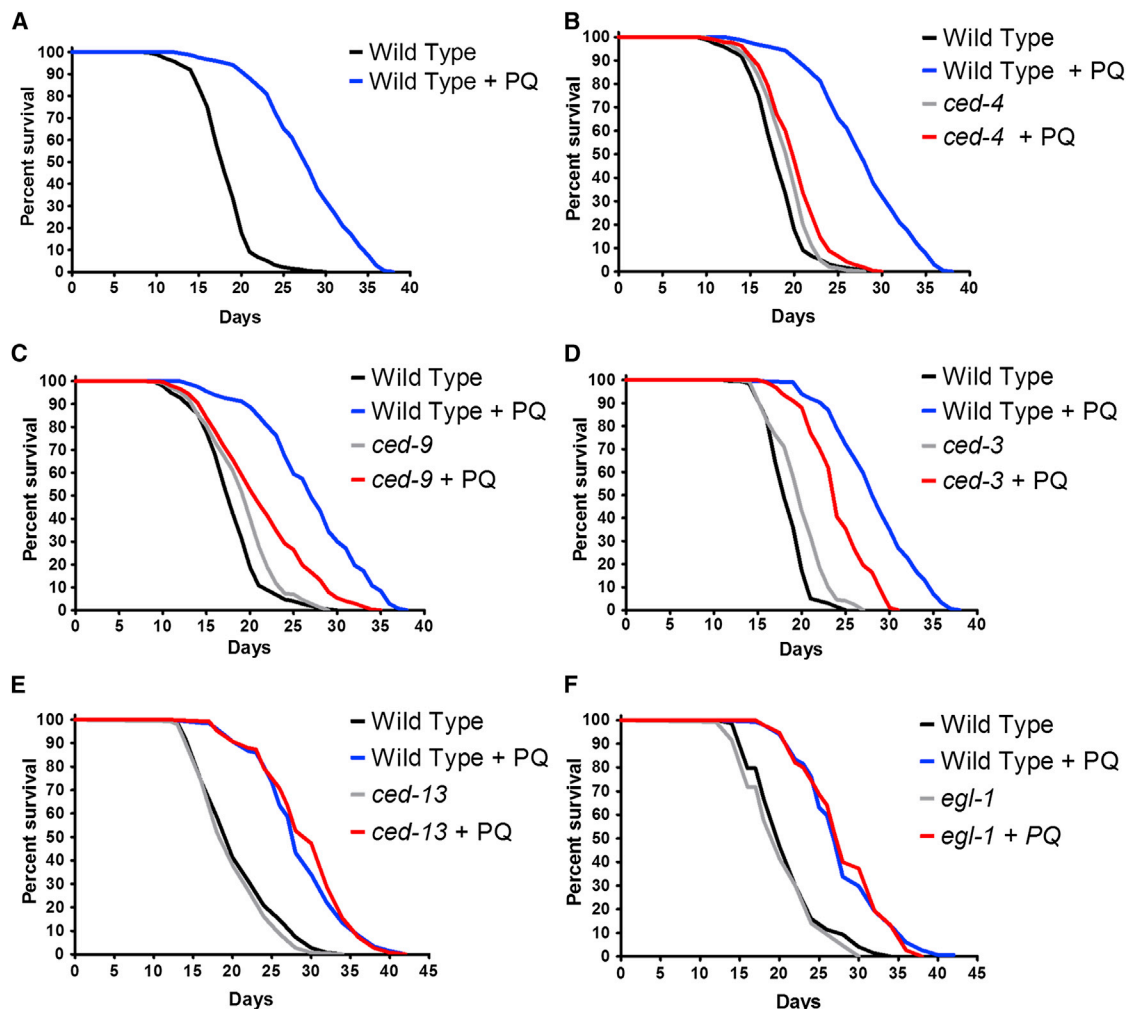 A
Wild Type
Wild Type + PQ
Percent survival
100
90
80
70
60
50
40
30
20
10
0
0 5 10 15 20 25 30 35 40
Days
B
Wild Type
Wild Type + PQ
ced-4
ced-4 + PQ
Percent survival
100
90
80
70
60
50
40
30
20
10
0
0 5 10 15 20 25 30 35 40
Days
C
Wild Type
Wild Type + PQ
ced-9
ced-9 + PQ
Percent survival
100
90
80
70
60
50
40
30
20
10
0
0 5 10 15 20 25 30 35 40
Days
D
Wild Type
Wild Type + PQ
ced-3
ced-3 + PQ
Percent survival
100
90
80
70
60
50
40
30
20
10
0
0 5 10 15 20 25 30 35 40
Days
E
Wild Type
Wild Type + PQ
ced-13
ced-13 + PQ
Percent survival
100
90
80
70
60
50
40
30
20
10
0
0 5 10 15 20 25 30 35 40 45
Days
F
Wild Type
Wild Type + PQ
egl-1
egl-1 + PQ
Percent survival
100
90
80
70
60
50
40
30
20
10
0
0 5 10 15 20 25 30 35 40 45
Days